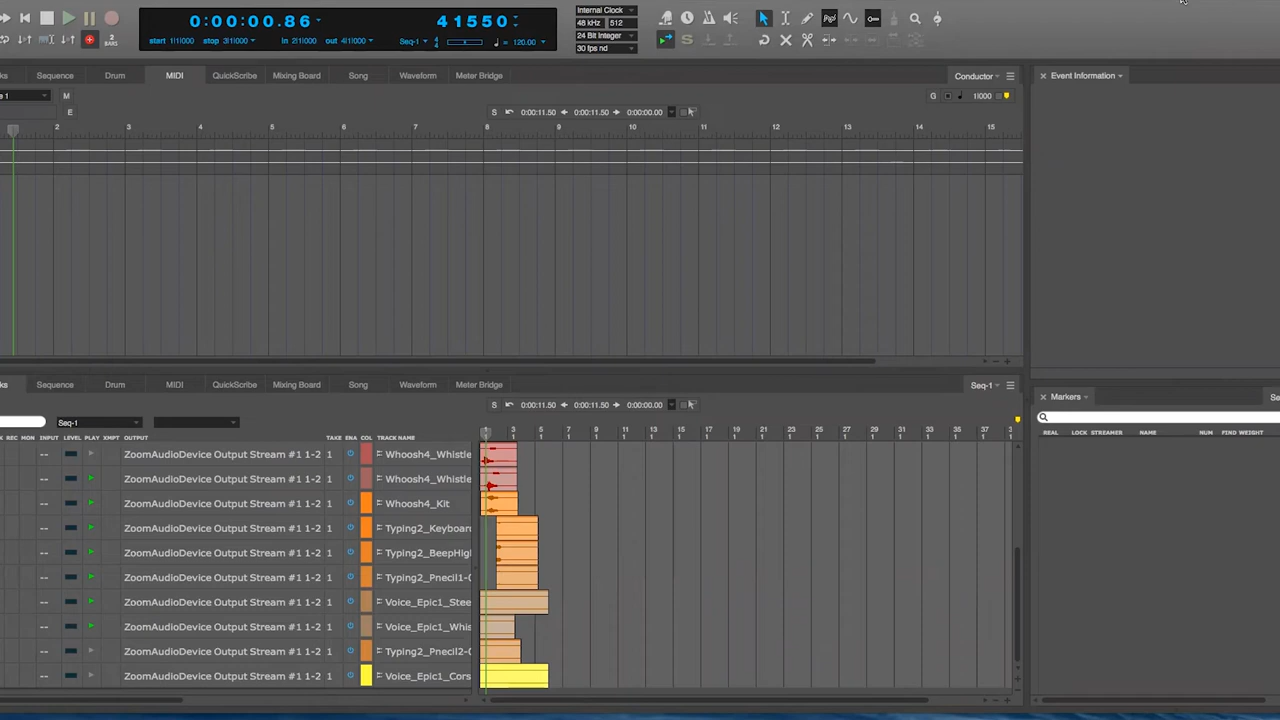 0:00:00.86 41550
Internal Clock
48 kHz 512
24 Bit Integer
30 fps nd
2
BARS
start 1|1|000 stop 3|1|000 in 2|1|000 out 4|1|000 Seq-1 4 4 = 120.00
ks Sequence Drum MIDI QuickScribe Mixing Board Song Waveform Meter Bridge Conductor
Event Information
e 1 M
G 1|000
E
S 0:00:11.50 0:00:11.50 0:00:00.00
2 3 4 5 6 7 8 9 10 11 12 13 14 15
ks Sequence Drum MIDI QuickScribe Mixing Board Song Waveform Meter Bridge Seq-1
Markers Se
S 0:00:11.50 0:00:11.50 0:00:00.00
Seq-1
1 3 5 7 9 11 13 15 17 19 21 23 25 27 29 31 33 35 37 3
REAL LOCK STREAMER NAME NUM FIND WEIGHT
REC MON INPUT LEVEL PLAY XMPT OUTPUT TAKE ENA COL TRACK NAME
-- ZoomAudioDevice Output Stream #1 1-2 1 Whoosh4_Whistle
-- ZoomAudioDevice Output Stream #1 1-2 1 Whoosh4_Whistle
-- ZoomAudioDevice Output Stream #1 1-2 1 Whoosh4_Kit
-- ZoomAudioDevice Output Stream #1 1-2 1 Typing2_Keyboar
-- ZoomAudioDevice Output Stream #1 1-2 1 Typing2_BeepHig
-- ZoomAudioDevice Output Stream #1 1-2 1 Typing2_Pnecil1-0
-- ZoomAudioDevice Output Stream #1 1-2 1 Voice_Epic1_Stee
-- ZoomAudioDevice Output Stream #1 1-2 1 Voice_Epic1_Whis
-- ZoomAudioDevice Output Stream #1 1-2 1 Typing2_Pnecil2-0
-- ZoomAudioDevice Output Stream #1 1-2 1 Voice_Epic1_Cors